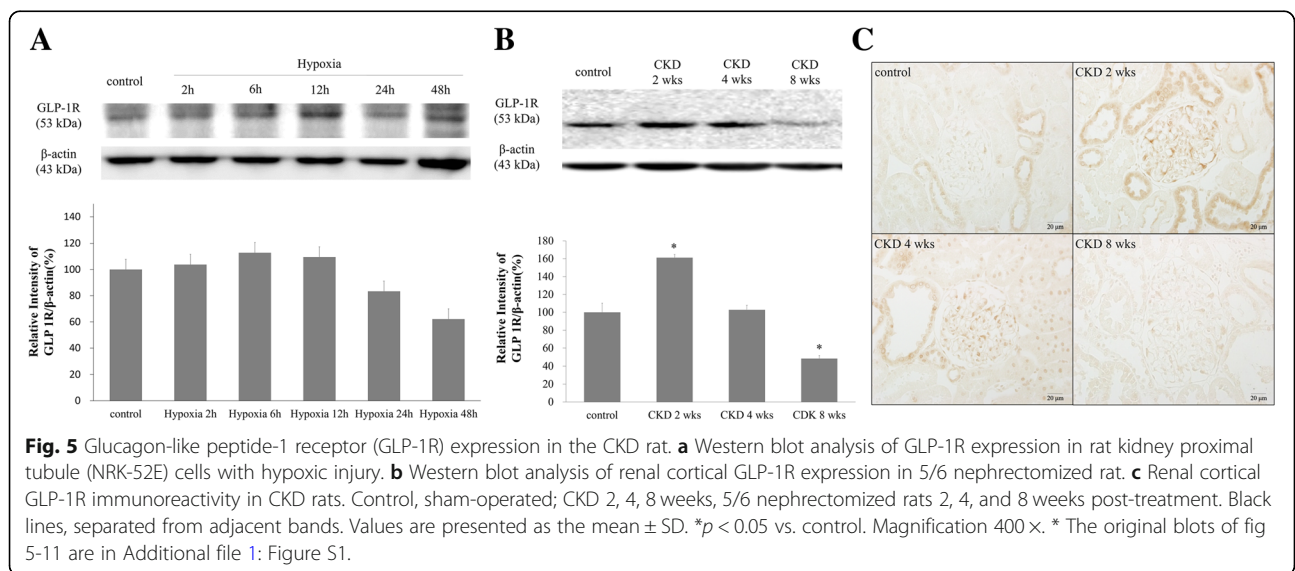 A
Hypoxia
control 2h 6h 12h 24h 48h
GLP-1R
(53 kDa)
β-actin
(43 kDa)
Relative Intensity of
GLP 1R/β-actin(%)
140
120
100
80
60
40
20
0
control Hypoxia 2h Hypoxia 6h Hypoxia 12h Hypoxia 24h Hypoxia 48h
B
control CKD CKD CKD
2 wks 4 wks 8 wks
GLP-1R
(53 kDa)
β-actin
(43 kDa)
Relative Intensity of
GLP 1R/β-actin(%)
180
160
140
120
100
80
60
40
20
0
*
*
control CKD 2 wks CKD 4 wks CDK 8 wks
C
control CKD 2 wks
20 μm 20 μm
CKD 4 wks CKD 8 wks
20 μm 20 μm
Fig. 5 Glucagon-like peptide-1 receptor (GLP-1R) expression in the CKD rat. a Western blot analysis of GLP-1R expression in rat kidney proximal
tubule (NRK-52E) cells with hypoxic injury. b Western blot analysis of renal cortical GLP-1R expression in 5/6 nephrectomized rat. c Renal cortical
GLP-1R immunoreactivity in CKD rats. Control, sham-operated; CKD 2, 4, 8 weeks, 5/6 nephrectomized rats 2, 4, and 8 weeks post-treatment. Black
lines, separated from adjacent bands. Values are presented as the mean ± SD. *p < 0.05 vs. control. Magnification 400 ×. * The original blots of fig
5-11 are in Additional file 1: Figure S1.